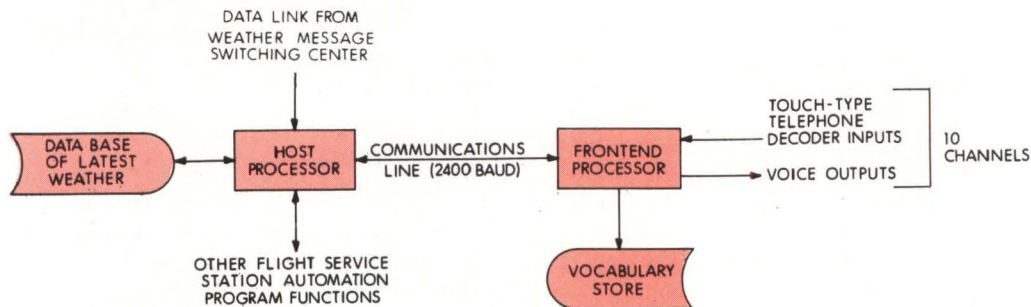 DATA LINK FROM
WEATHER MESSAGE
SWITCHING CENTER
DATA BASE
OF LATEST
WEATHER
HOST
PROCESSOR
COMMUNICATIONS
LINE (2400 BAUD)
FRONTEND
PROCESSOR
TOUCH-TYPE
TELEPHONE
DECODER INPUTS
VOICE OUTPUTS
10
CHANNELS
OTHER FLIGHT SERVICE
STATION AUTOMATION
PROGRAM FUNCTIONS
VOCABULARY
STORE